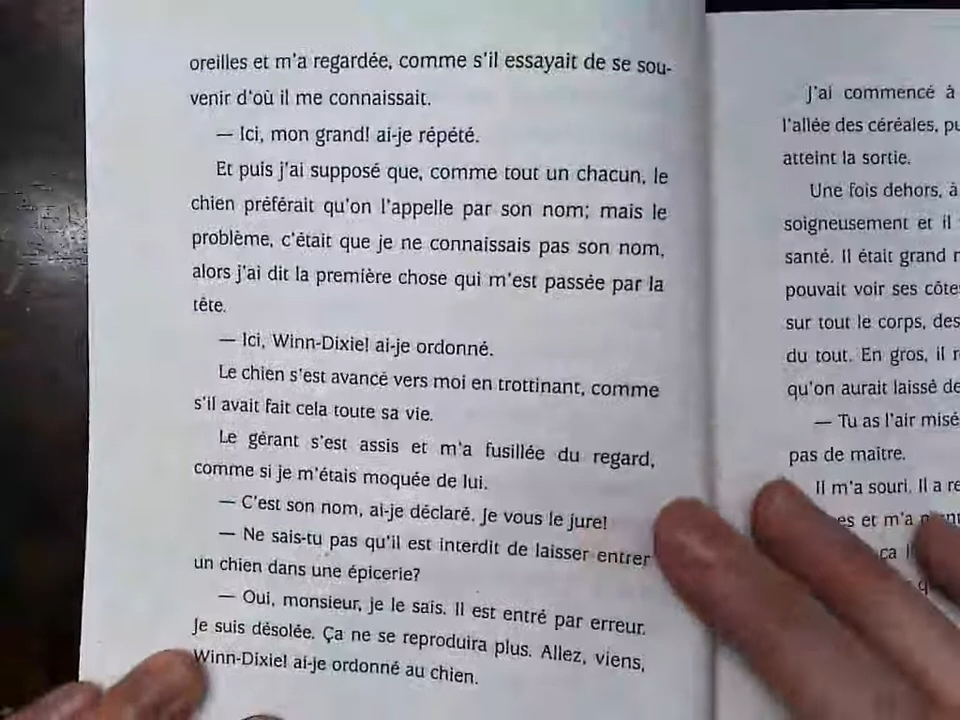 oreilles et m'a regardée, comme s'il essayait de se sou-
venir d'où il me connaissait.
— Ici, mon grand! ai-je répété.
Et puis j'ai supposé que, comme tout un chacun, le
chien préférait qu'on l'appelle par son nom; mais le
problème, c'était que je ne connaissais pas son nom,
alors j'ai dit la première chose qui m'est passée par la
tête.
— Ici, Winn-Dixie! ai-je ordonné.
Le chien s'est avancé vers moi en trottinant, comme
s'il avait fait cela toute sa vie.
Le gérant s'est assis et m'a fusillée du regard,
comme si je m'étais moquée de lui.
— C'est son nom, ai-je déclaré. Je vous le jure!
— Ne sais-tu pas qu'il est interdit de laisser entrer
un chien dans une épicerie?
— Oui, monsieur, je le sais. Il est entré par erreur.
Je suis désolée. Ça ne se reproduira plus. Allez, viens,
Winn-Dixie! ai-je ordonné au chien.
J'ai commencé à
l'allée des céréales, pu
atteint la sortie.
Une fois dehors, à
soigneusement et il
santé. Il était grand
pouvait voir ses côtes
sur tout le corps, des
du tout. En gros, il
qu'on aurait laissé de
— Tu as l'air misé
pas de maître.
Il m'a souri. Il a re
es et m'a
ça